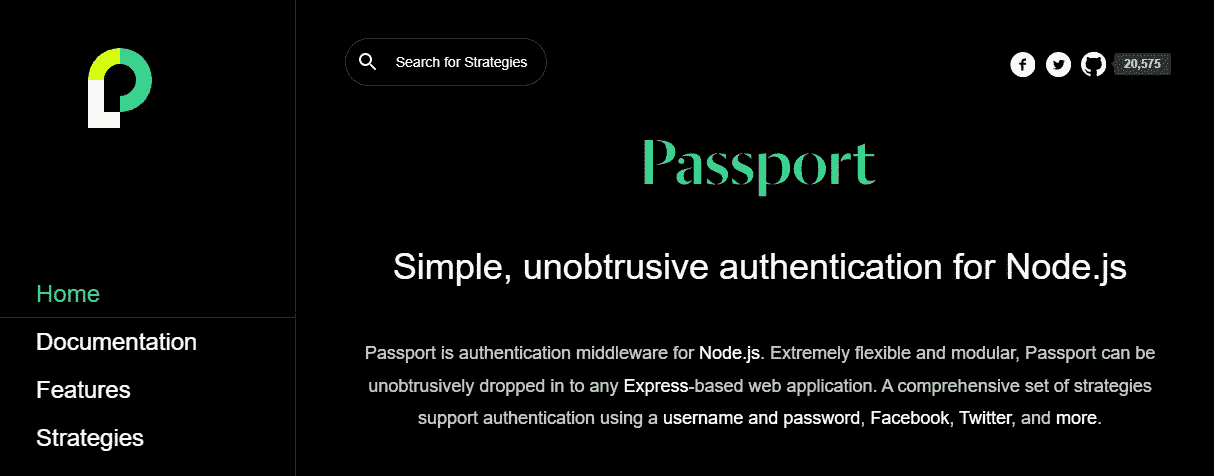 Search for Strategies
20,575
Passport
Simple, unobtrusive authentication for Node.js
Home
Documentation
Features
Strategies
Passport is authentication middleware for Node.js. Extremely flexible and modular, Passport can be
unobtrusively dropped in to any Express-based web application. A comprehensive set of strategies
support authentication using a username and password, Facebook, Twitter, and more.